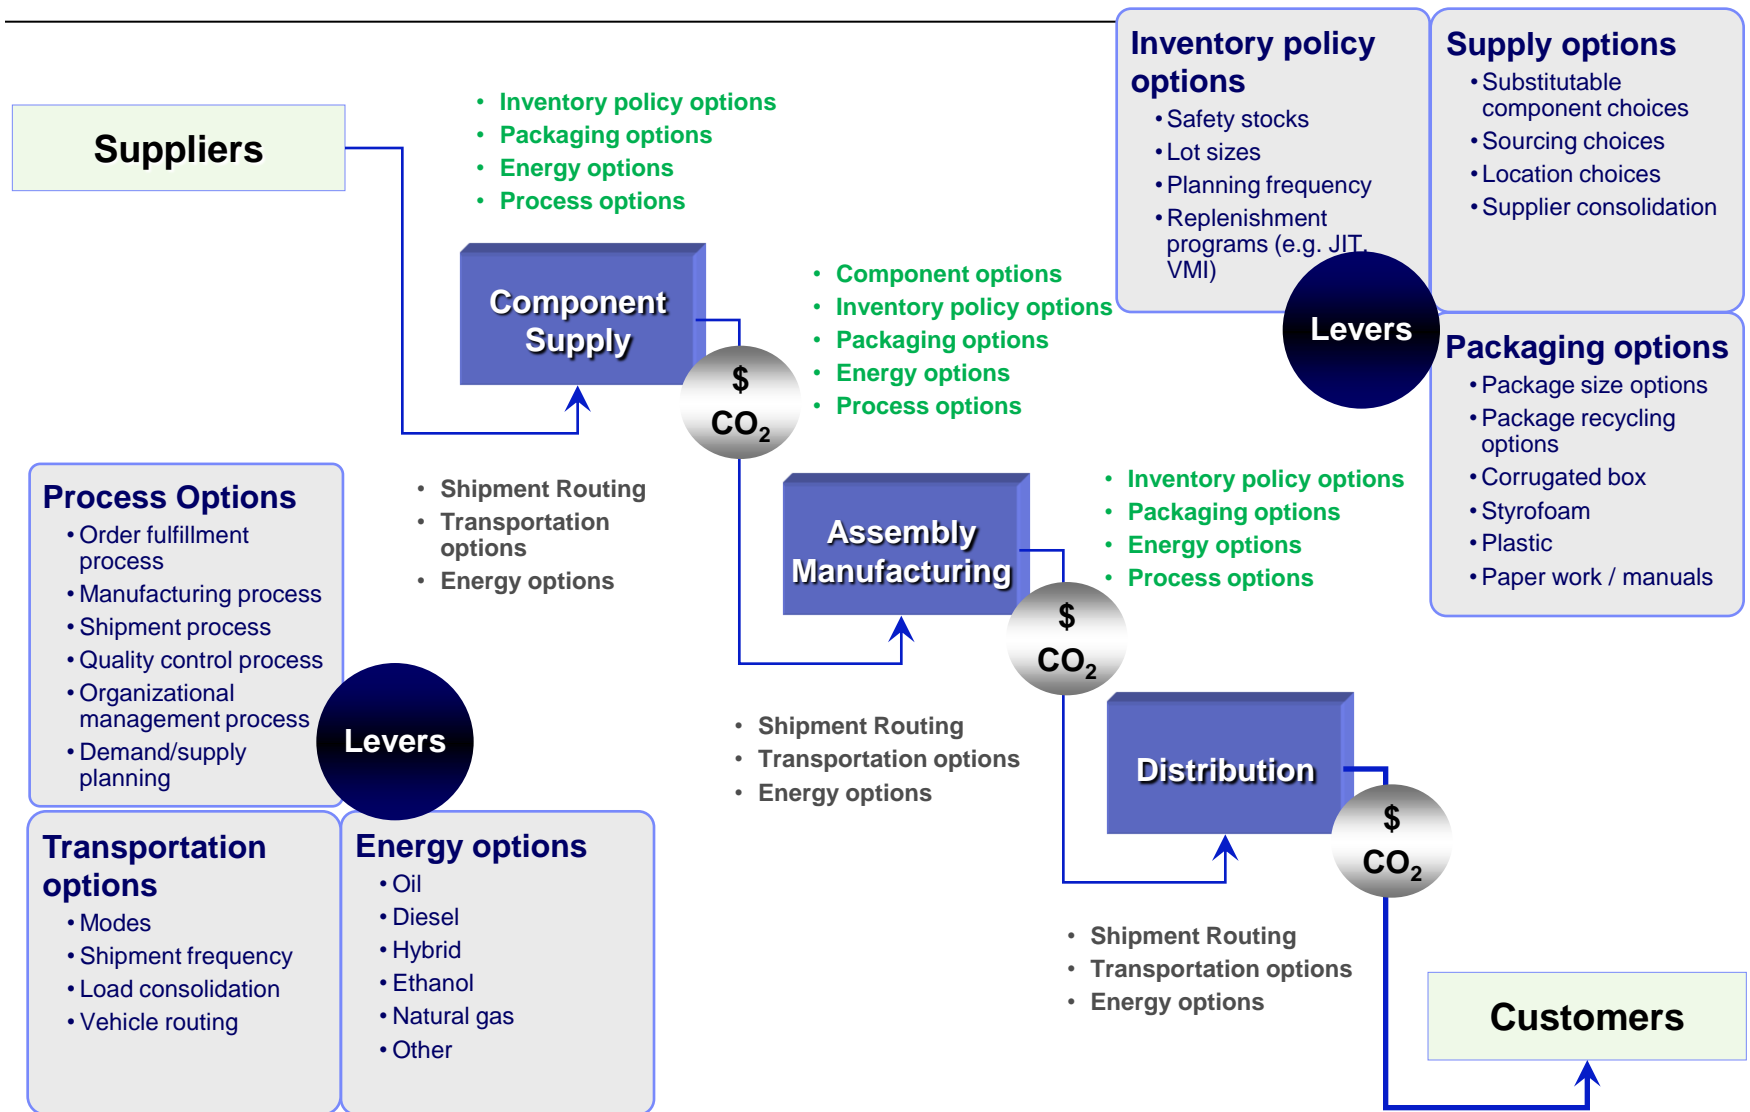 Suppliers
• Inventory policy options
• Packaging options
• Energy options
• Process options
Component
Supply
$
CO₂
• Component options
• Inventory policy options
• Packaging options
• Energy options
• Process options
Inventory policy
options
• Safety stocks
• Lot sizes
• Planning frequency
• Replenishment
programs (e.g. JIT,
VMI)
Supply options
• Substitutable
component choices
• Sourcing choices
• Location choices
• Supplier consolidation
Levers
Packaging options
• Package size options
• Package recycling
options
• Corrugated box
• Styrofoam
• Plastic
• Paper work / manuals
• Shipment Routing
• Transportation
options
• Energy options
Assembly
Manufacturing
$
CO₂
• Inventory policy options
• Packaging options
• Energy options
• Process options
Process Options
• Order fulfillment
process
• Manufacturing process
• Shipment process
• Quality control process
• Organizational
management process
• Demand/supply
planning
Levers
Transportation
options
• Modes
• Shipment frequency
• Load consolidation
• Vehicle routing
Energy options
• Oil
• Diesel
• Hybrid
• Ethanol
• Natural gas
• Other
• Shipment Routing
• Transportation options
• Energy options
Distribution
$
CO₂
• Shipment Routing
• Transportation options
• Energy options
Customers